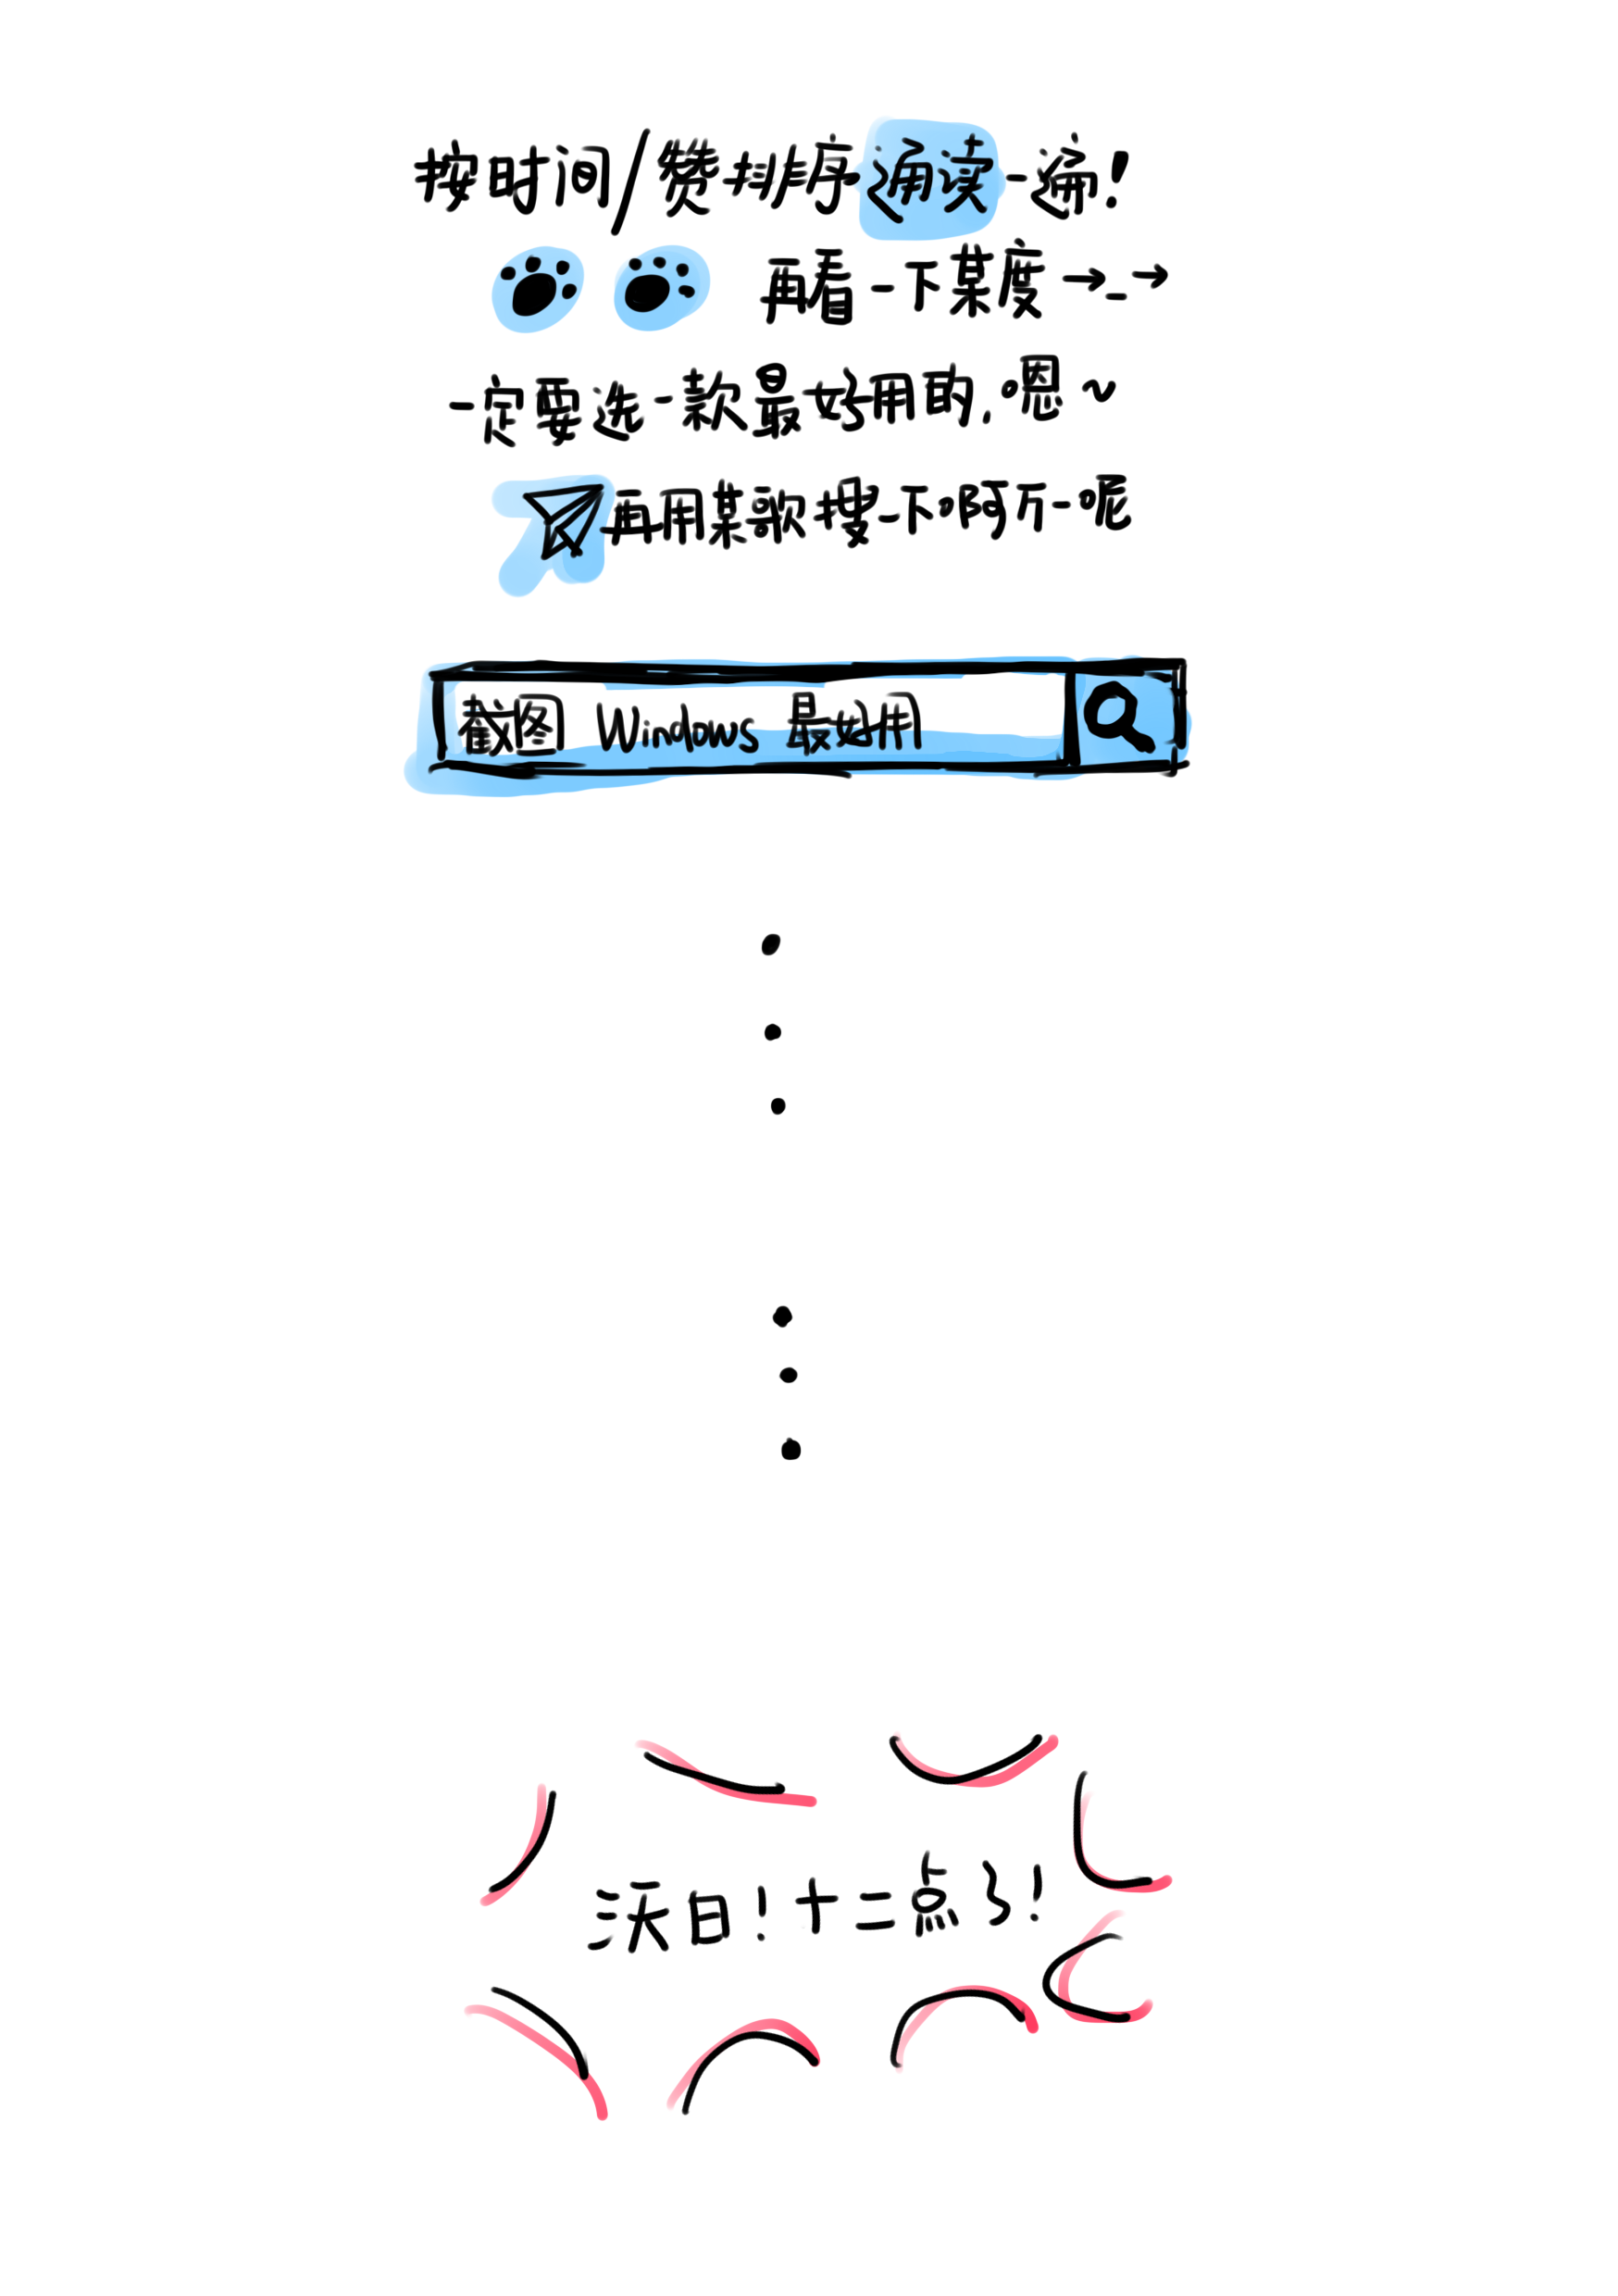 按时间/赞排序遍读一遍!
再看一下某度→_→
一定要选一款最好用的,嗯~
再用某歌搜一下啊万一呢
截图 Windows 最好用
沃日!十二点了!